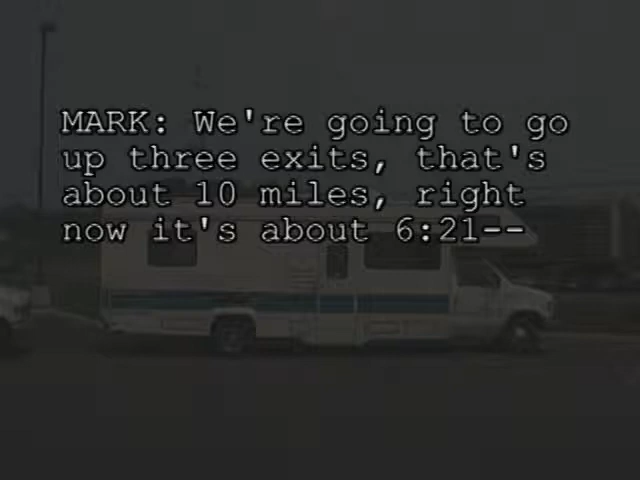 MARK: We're going to go
up three exits, that's
about 10 miles, right
now it's about 6:21--